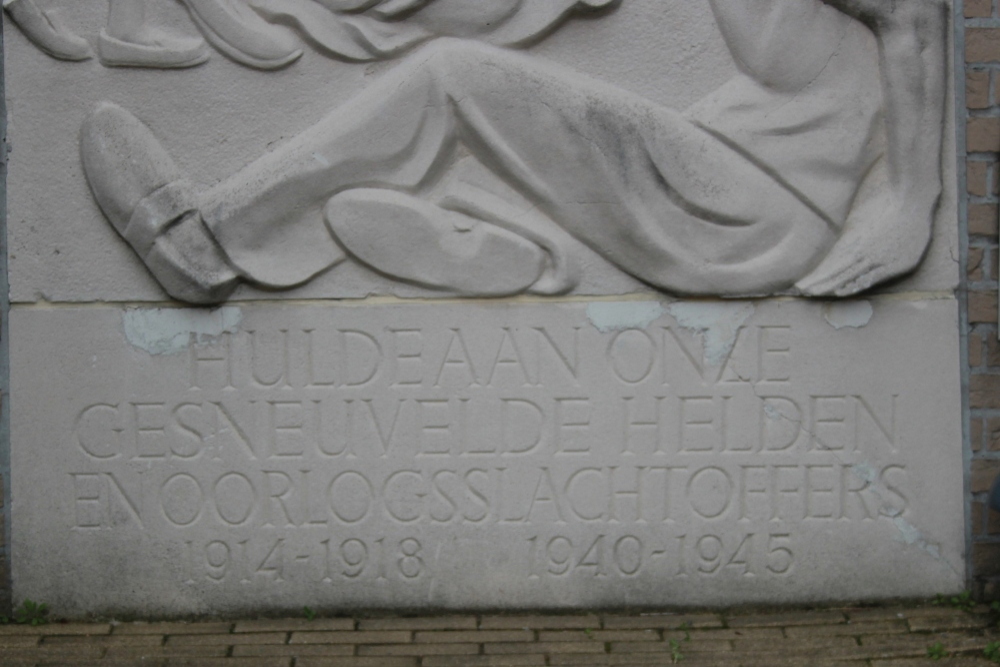 HULDE AAN ONZE
GESNEUVELDE HELDEN
EN OORLOGSSLACHTOFFERS
1914-1918 1940-1945